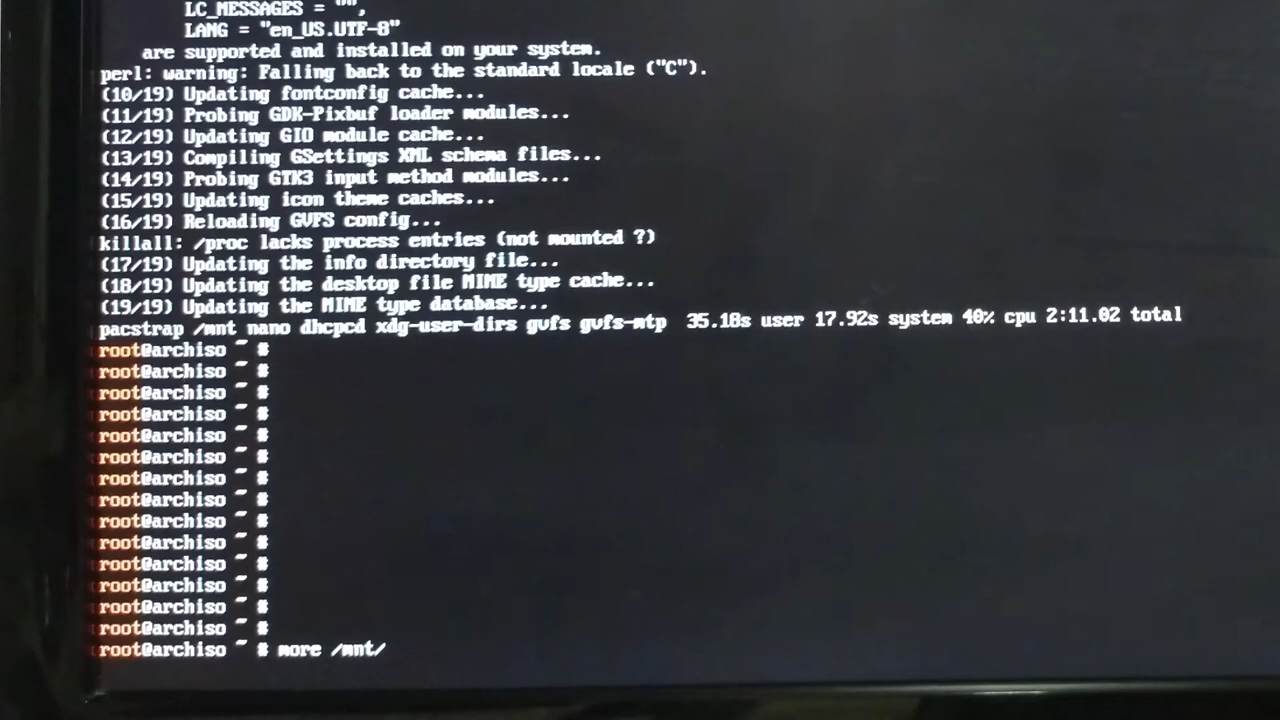 LC_MESSAGES = "",
LANG = "en_US.UTF-8"
are supported and installed on your system.
perl: warning: Falling back to the standard locale ("C").
(10/19) Updating fontconfig cache...
(11/19) Probing GDK-Pixbuf loader modules...
(12/19) Updating GIO module cache...
(13/19) Compiling GSettings XML schema files...
(14/19) Probing GTK3 input method modules...
(15/19) Updating icon theme caches...
(16/19) Reloading GVFS config...
killall: /proc lacks process entries (not mounted ?)
(17/19) Updating the info directory file...
(18/19) Updating the desktop file MIME type cache...
(19/19) Updating the MIME type database...
pacstrap /mnt nano dhcpcd xdg-user-dirs gvfs gvfs-mtp  35.18s user 17.92s system 40% cpu 2:11.02 total
root@archiso ~ #
root@archiso ~ #
root@archiso ~ #
root@archiso ~ #
root@archiso ~ #
root@archiso ~ #
root@archiso ~ #
root@archiso ~ #
root@archiso ~ #
root@archiso ~ #
root@archiso ~ #
root@archiso ~ #
root@archiso ~ #
root@archiso ~ #
root@archiso ~ # more /mnt/